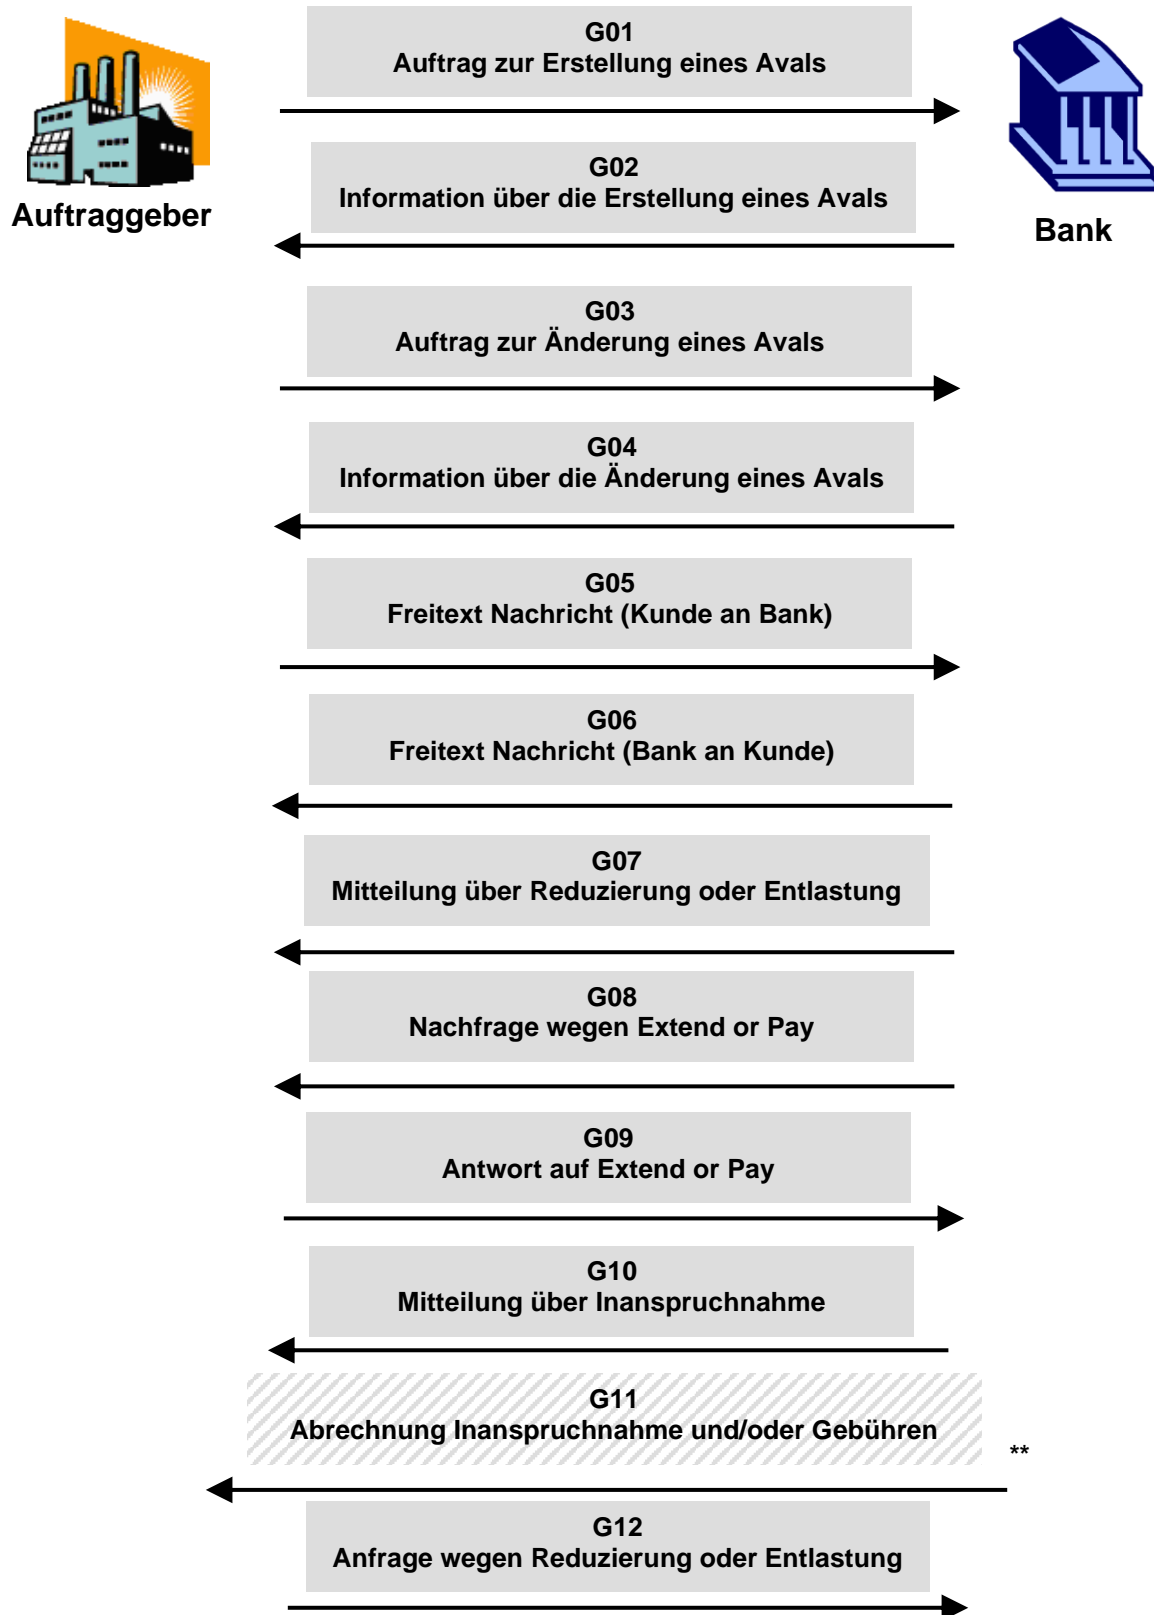 G01
Auftrag zur Erstellung eines Avals
Auftraggeber
Bank
G02
Information über die Erstellung eines Avals
G03
Auftrag zur Änderung eines Avals
G04
Information über die Änderung eines Avals
G05
Freitext Nachricht (Kunde an Bank)
G06
Freitext Nachricht (Bank an Kunde)
G07
Mitteilung über Reduzierung oder Entlastung
G08
Nachfrage wegen Extend or Pay
G09
Antwort auf Extend or Pay
G10
Mitteilung über Inanspruchnahme
G11
Abrechnung Inanspruchnahme und/oder Gebühren
**
G12
Anfrage wegen Reduzierung oder Entlastung